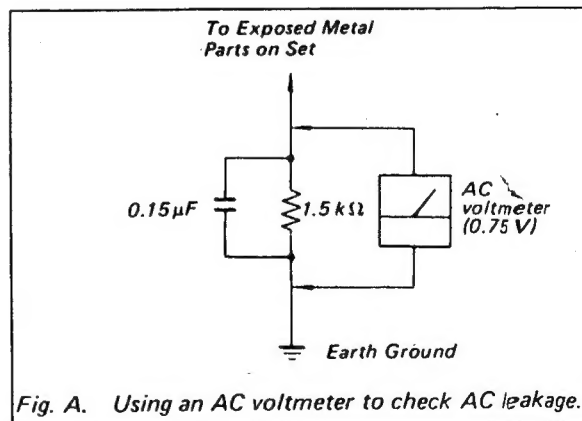 To Exposed Metal
Parts on Set
0.15μF
1.5 kΩ
AC
voltmeter
(0.75 V)
Earth Ground
Fig. A. Using an AC voltmeter to check AC leakage.